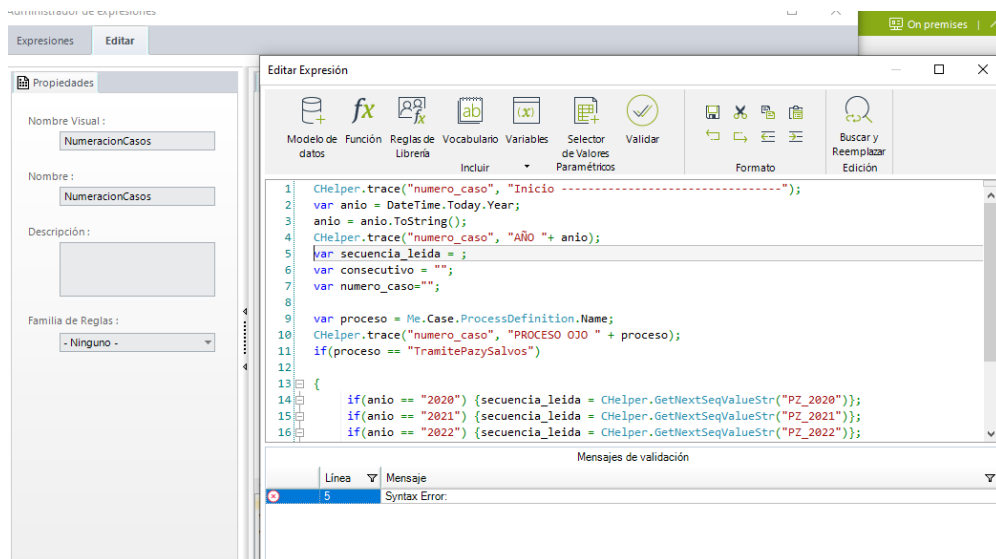 Administrador de expresiones
On premises
Expresiones Editar
Propiedades
Nombre Visual :
NumeracionCasos
Nombre :
NumeracionCasos
Descripción :
Familia de Reglas :
- Ninguno -
Editar Expresión
Modelo de datos
Función
Reglas de Librería
Vocabulario
Variables
Selector de Valores Paramétricos
Validar
Buscar y Reemplazar
Incluir
Formato
Edición
1 CHelper.trace("numero_caso", "Inicio ----------------------------------");
2 var anio = DateTime.Today.Year;
3 anio = anio.ToString();
4 CHelper.trace("numero_caso", "AÑO "+ anio);
5 var secuencia_leida = ;
6 var consecutivo = "";
7 var numero_caso="";
8
9 var proceso = Me.Case.ProcessDefinition.Name;
10 CHelper.trace("numero_caso", "PROCESO OJO " + proceso);
11 if(proceso == "TramitePazySalvos")
12
13 {
14 if(anio == "2020") {secuencia_leida = CHelper.GetNextSeqValueStr("PZ_2020")};
15 if(anio == "2021") {secuencia_leida = CHelper.GetNextSeqValueStr("PZ_2021")};
16 if(anio == "2022") {secuencia_leida = CHelper.GetNextSeqValueStr("PZ_2022")};
Mensajes de validación
Línea Mensaje
5 Syntax Error: